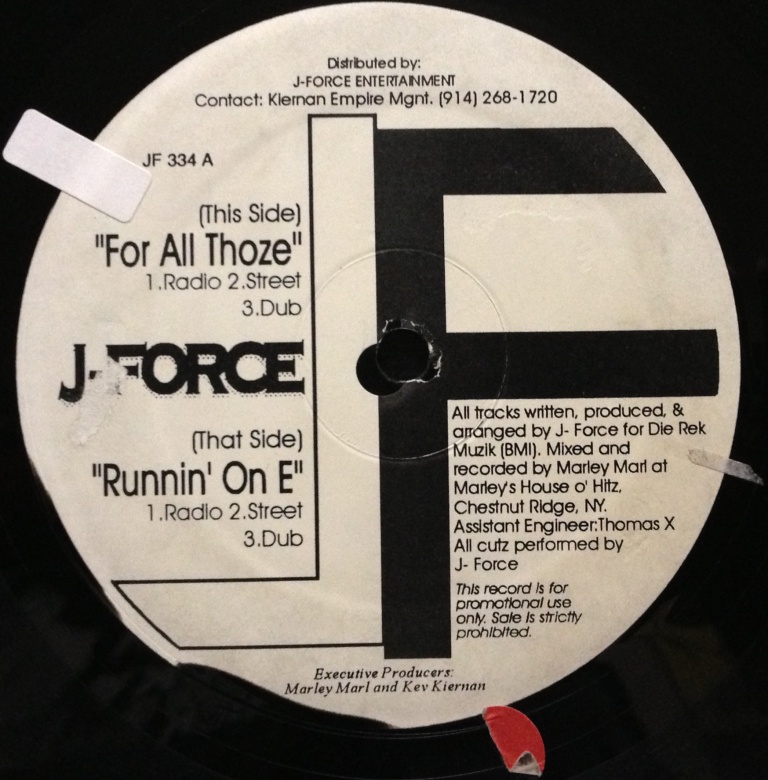 Distributed by:
J-FORCE ENTERTAINMENT
Contact: Kiernan Empire Mgnt. (914) 268-1720
JF 334 A
(This Side)
"For All Thoze"
1.Radio 2.Street
3.Dub
J-FORCE
(That Side)
"Runnin' On E"
1.Radio 2.Street
3.Dub
All tracks written, produced, &
arranged by J- Force for Die Rek
Muzik (BMI). Mixed and
recorded by Marley Marl at
Marley's House o' Hitz,
Chestnut Ridge, NY.
Assistant Engineer:Thomas X
All cutz performed by
J- Force
This record is for
promotional use
only. Sale is strictly
prohibited.
Executive Producers:
Marley Marl and Kev Kiernan